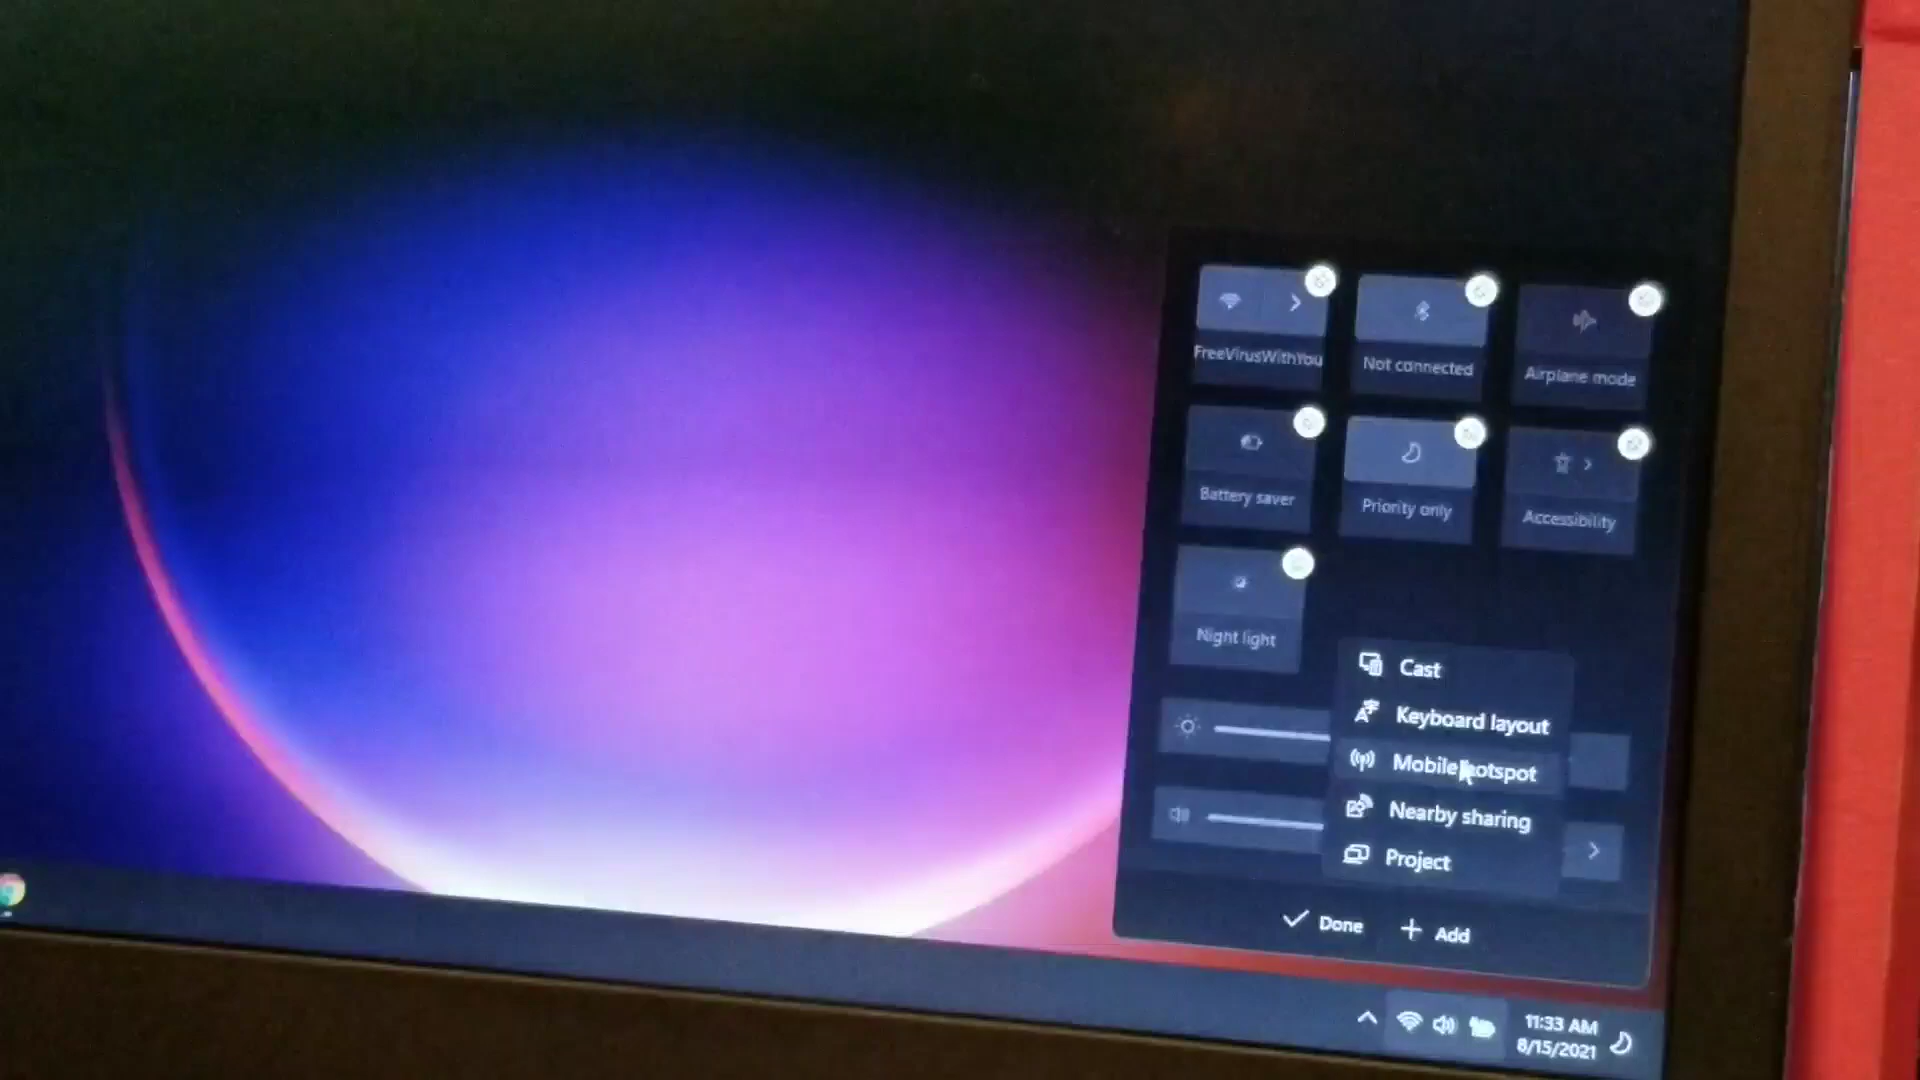 FreeVirusWithYou
Not connected
Airplane mode
Battery saver
Priority only
Accessibility
Night light
Cast
Keyboard layout
Mobile hotspot
Nearby sharing
Project
Done
Add
11:33 AM
8/15/2021